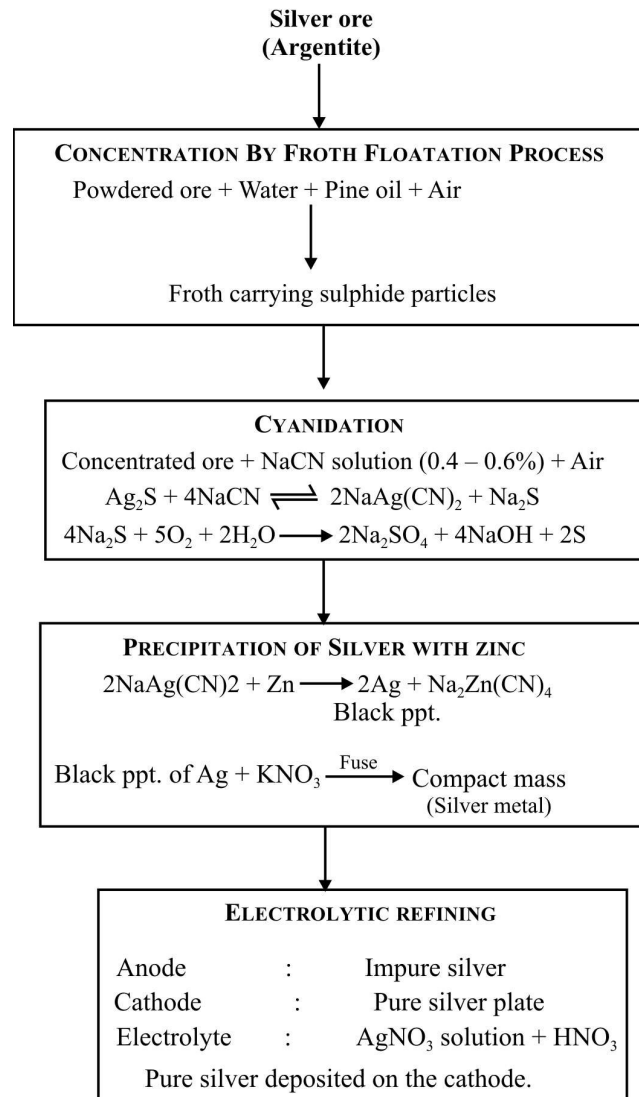 Silver ore
(Argentite)
CONCENTRATION BY FROTH FLOATATION PROCESS
Powdered ore + Water + Pine oil + Air
Froth carrying sulphide particles
CYANIDATION
Concentrated ore + NaCN solution (0.4 – 0.6%) + Air
Ag₂S + 4NaCN ⇌ 2NaAg(CN)₂ + Na₂S
4Na₂S + 5O₂ + 2H₂O ⟶ 2Na₂SO₄ + 4NaOH + 2S
PRECIPITATION OF SILVER WITH ZINC
2NaAg(CN)2 + Zn ⟶ 2Ag + Na₂Zn(CN)₄
Black ppt.
Fuse
Black ppt. of Ag + KNO₃ ⟶ Compact mass
(Silver metal)
ELECTROLYTIC REFINING
Anode : Impure silver
Cathode : Pure silver plate
Electrolyte : AgNO₃ solution + HNO₃
Pure silver deposited on the cathode.